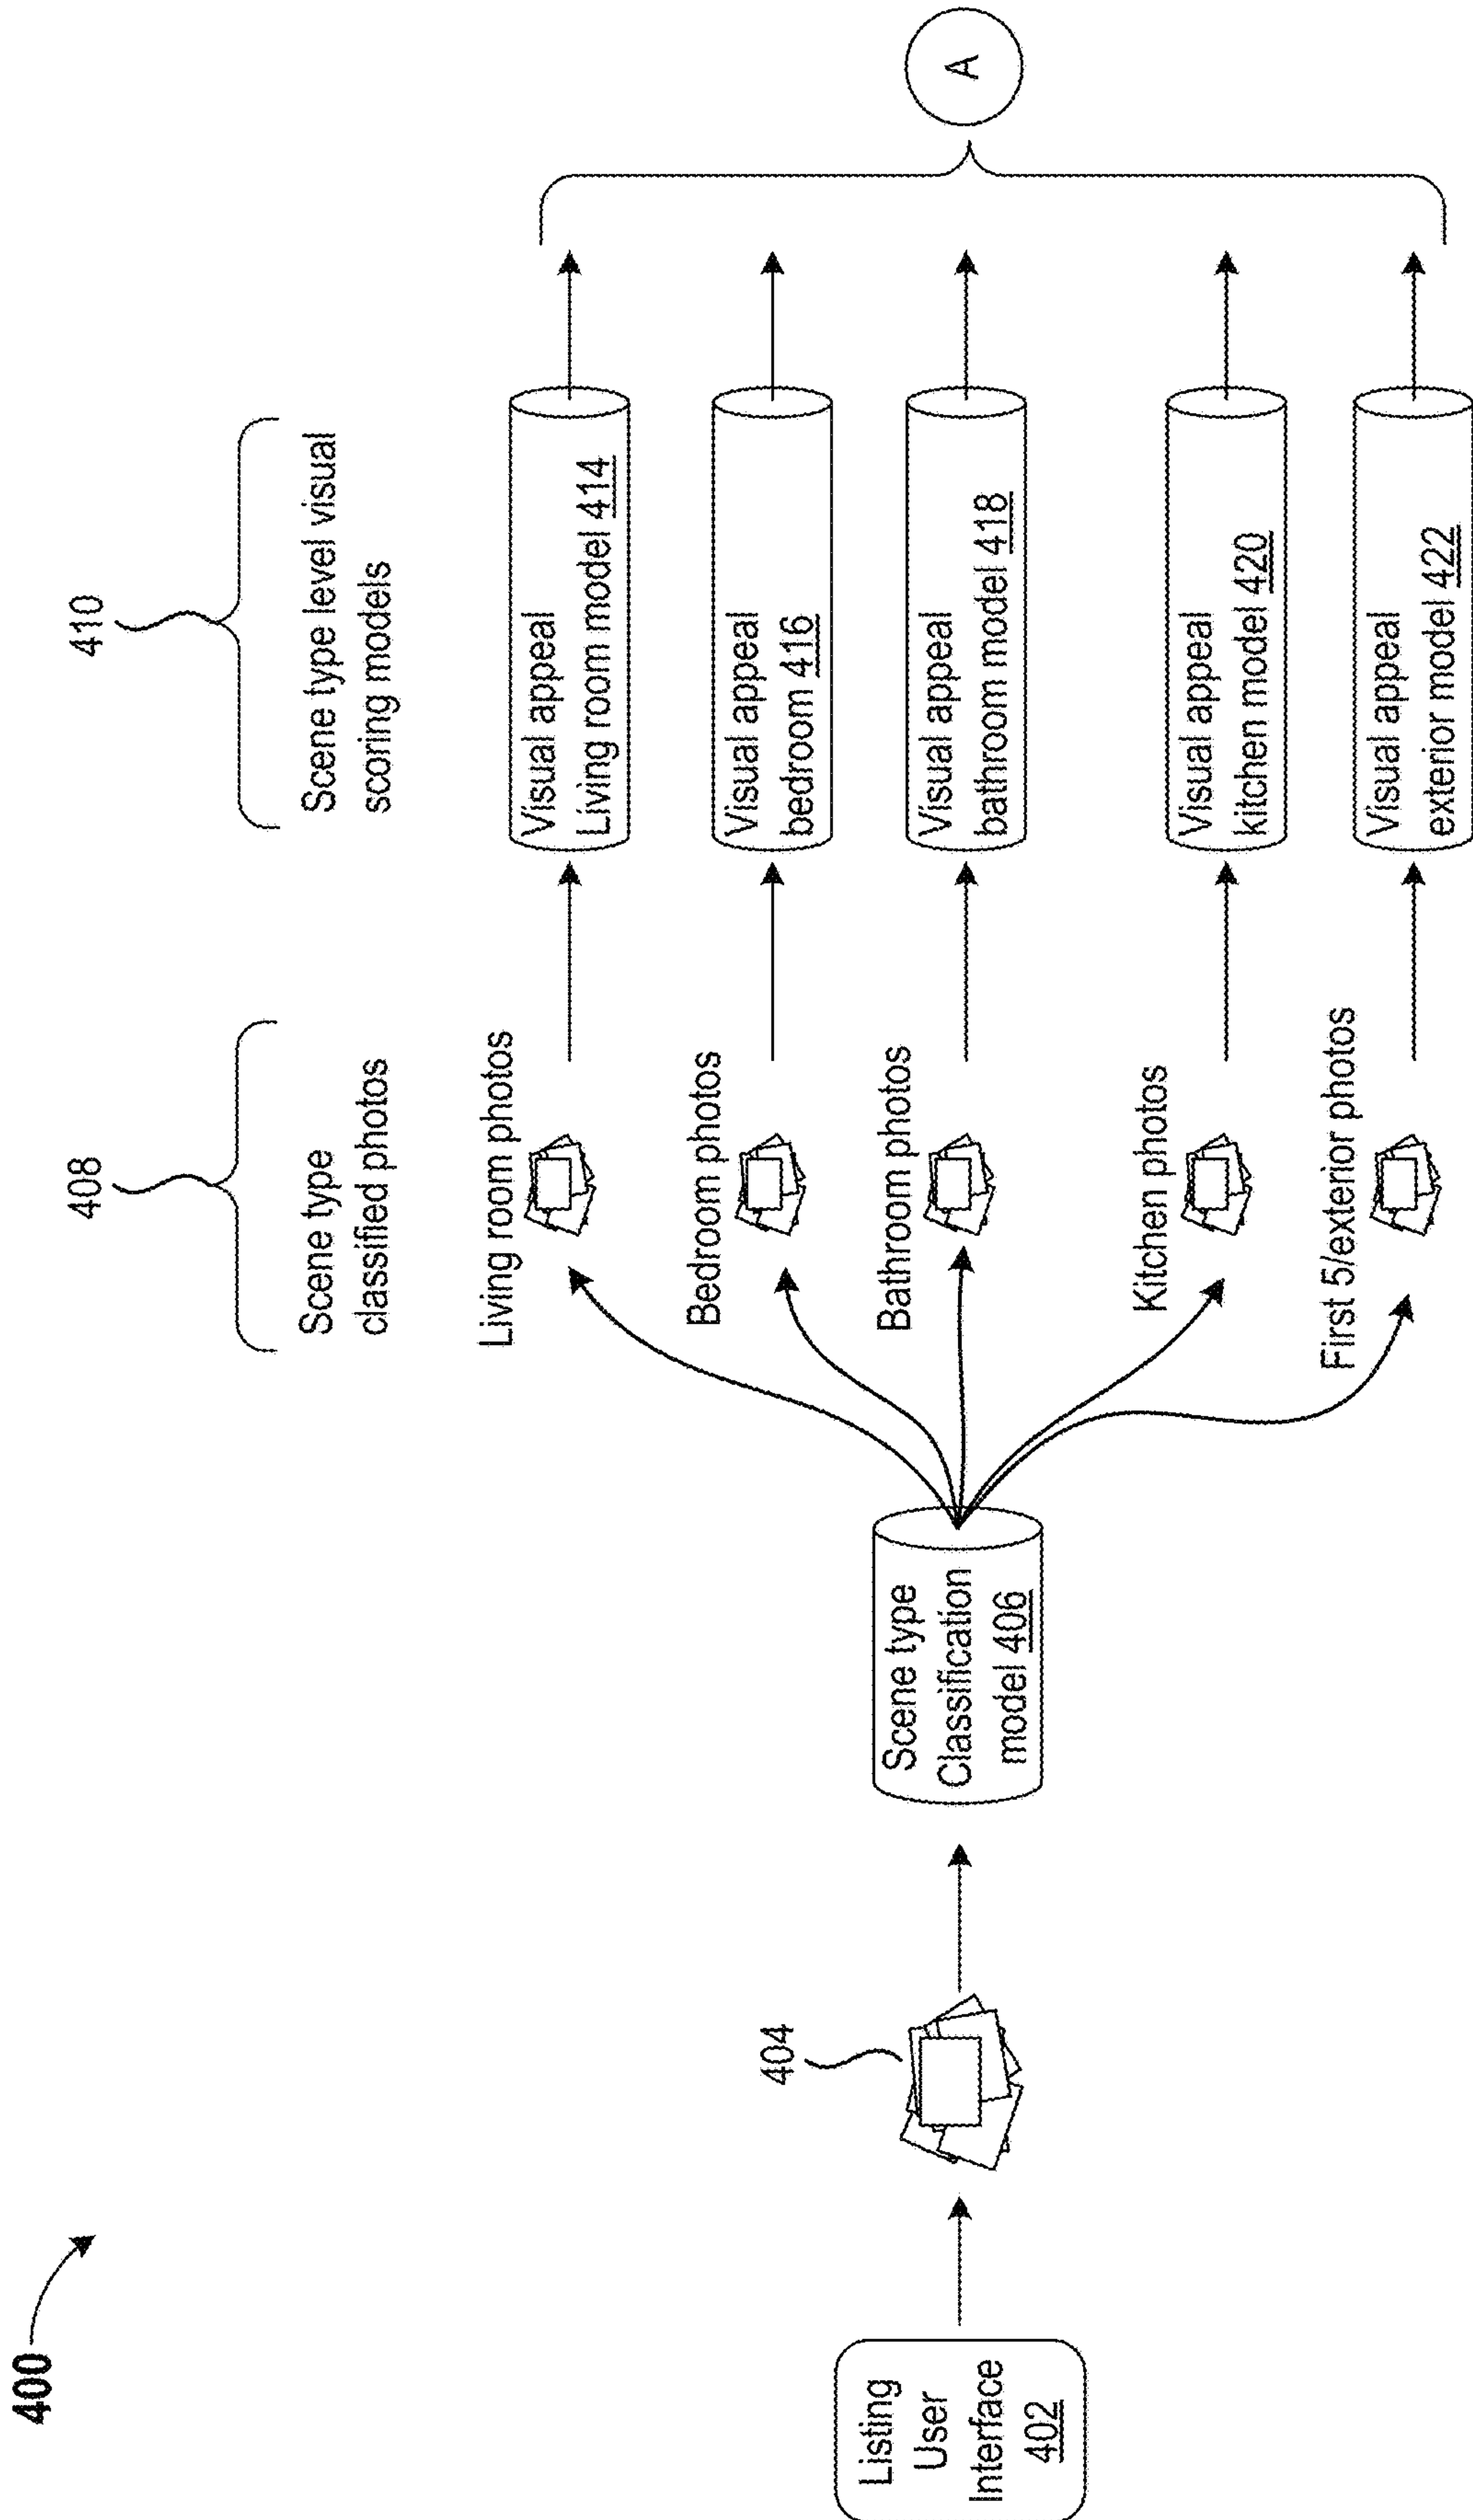 400
Listing
User
Interface
402
404
Scene type
Classification
model 406
408
Scene type
classified photos
Living room photos
Bedroom photos
Bathroom photos
Kitchen photos
First 5/exterior photos
410
Scene type level visual
scoring models
Visual appeal
Living room model 414
Visual appeal
bedroom 416
Visual appeal
bathroom model 418
Visual appeal
kitchen model 420
Visual appeal
exterior model 422
A